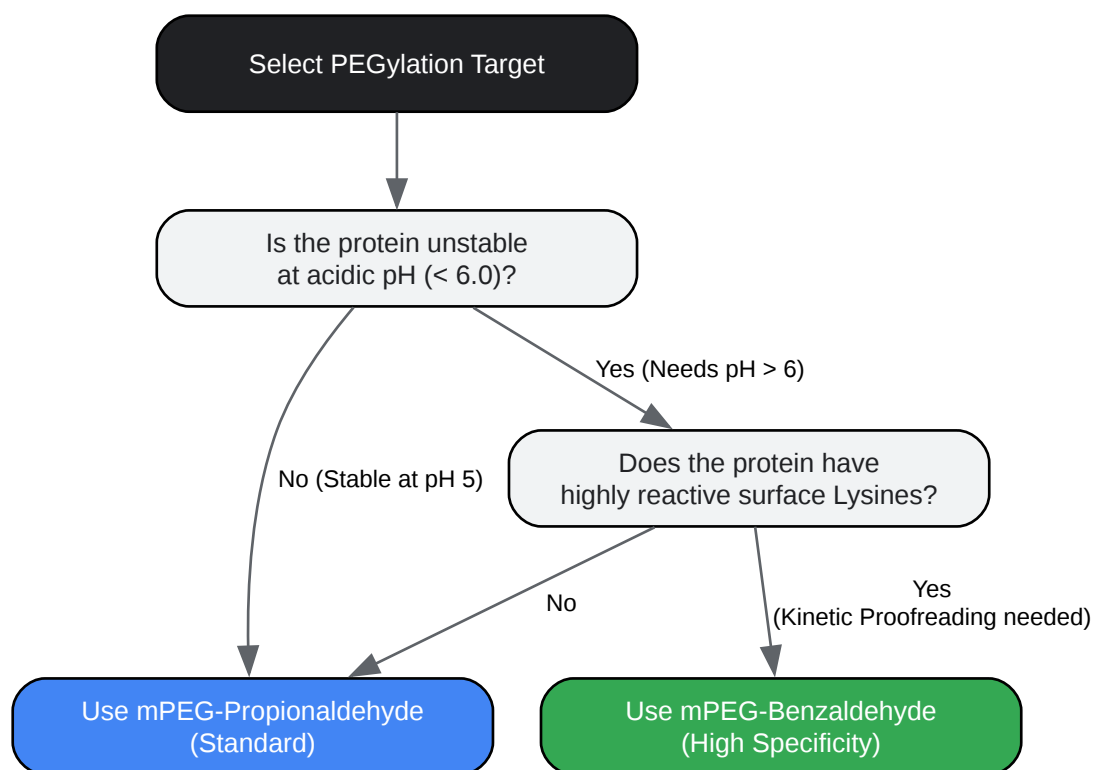 Select PEGylation Target
Is the protein unstable
at acidic pH (< 6.0)?
Yes (Needs pH > 6)
No (Stable at pH 5)
Does the protein have
highly reactive surface Lysines?
No
Yes
(Kinetic Proofreading needed)
Use mPEG-Propionaldehyde
(Standard)
Use mPEG-Benzaldehyde
(High Specificity)